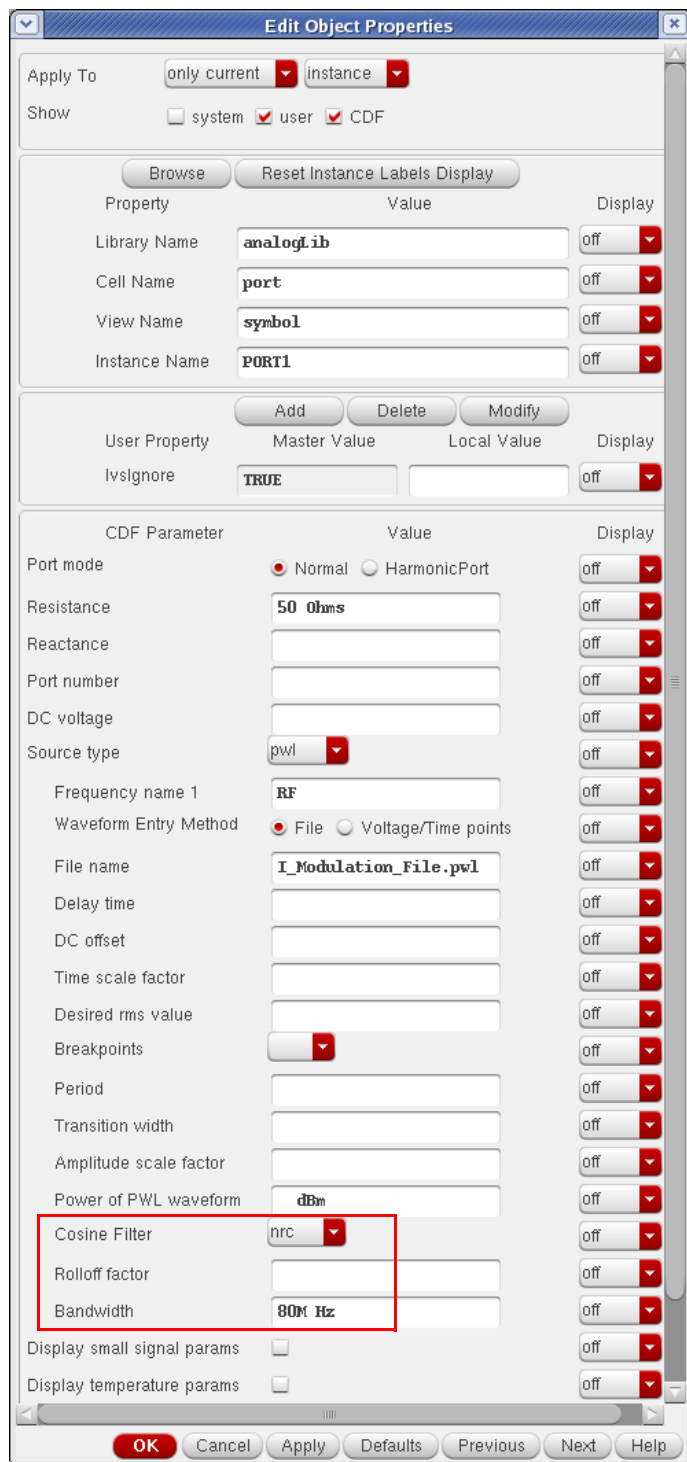 Edit Object Properties
Apply To only current instance
Show system user CDF
Browse Reset Instance Labels Display
Property Value Display
Library Name analogLib off
Cell Name port off
View Name symbol off
Instance Name PORT1 off
Add Delete Modify
User Property Master Value Local Value Display
lvsIgnore TRUE off
CDF Parameter Value Display
Port mode Normal HarmonicPort off
Resistance 50 Ohms off
Reactance off
Port number off
DC voltage off
Source type pwl off
Frequency name 1 RF off
Waveform Entry Method File Voltage/Time points off
File name I_Modulation_File.pwl off
Delay time off
DC offset off
Time scale factor off
Desired rms value off
Breakpoints off
Period off
Transition width off
Amplitude scale factor off
Power of PWL waveform dBm off
Cosine Filter nrc off
Rolloff factor off
Bandwidth 80M Hz off
Display small signal params off
Display temperature params off
OK Cancel Apply Defaults Previous Next Help